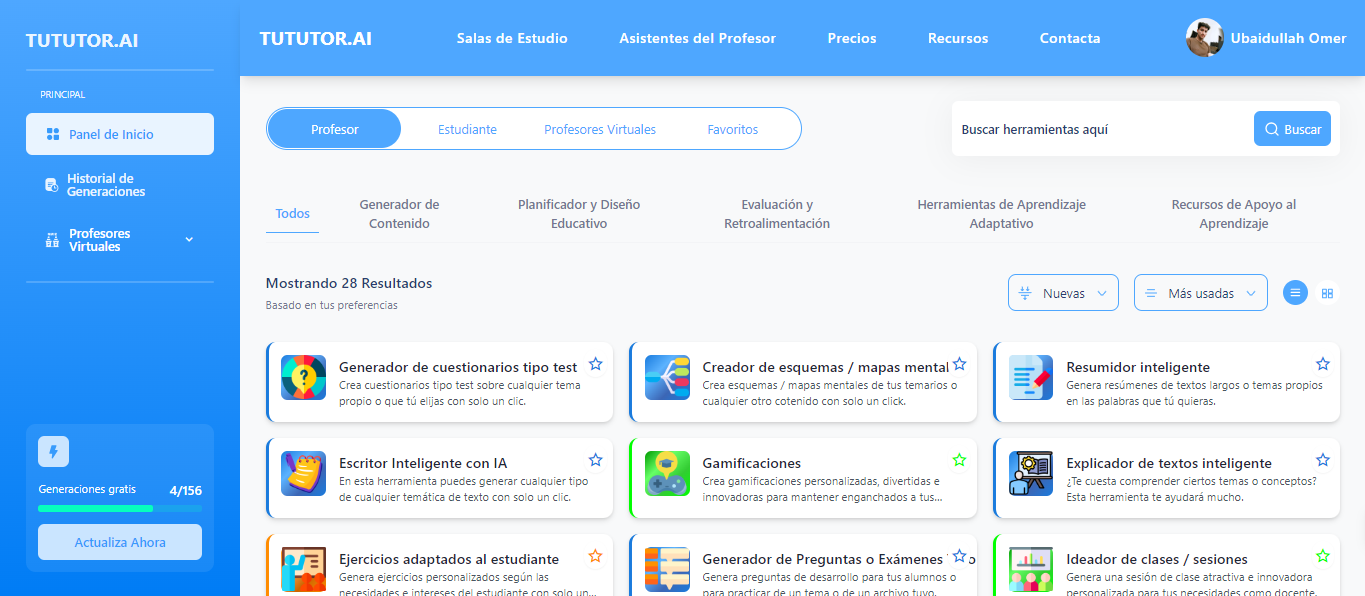 TUTUTOR.AI
PRINCIPAL
Panel de Inicio
Historial de
Generaciones
Profesores
Virtuales
Generaciones gratis 4/156
Actualiza Ahora
TUTUTOR.AI Salas de Estudio Asistentes del Profesor Precios Recursos Contacta Ubaidullah Omer
Profesor Estudiante Profesores Virtuales Favoritos
Buscar herramientas aquí Buscar
Todos
Generador de
Contenido
Planificador y Diseño
Educativo
Evaluación y
Retroalimentación
Herramientas de Aprendizaje
Adaptativo
Recursos de Apoyo al
Aprendizaje
Mostrando 28 Resultados
Basado en tus preferencias
Nuevas Más usadas
Generador de cuestionarios tipo test
Crea cuestionarios tipo test sobre cualquier tema
propio o que tú elijas con solo un clic.
Creador de esquemas / mapas mental
Crea esquemas / mapas mentales de tus temarios o
cualquier otro cotenido con solo un click.
Resumidor inteligente
Genera resúmenes de textos largos o temas propios
en las palabras que tú quieras.
Escritor Inteligente con IA
En esta herramienta puedes generar cualquier tipo
de cualquier temática de texto con solo un clic.
Gamificaciones
Crea gamificaciones personalizadas, divertidas e
innovadoras para mantener enganchados a tus...
Explicador de textos inteligente
¿Te cuesta comprender ciertos temas o conceptos?
Esta herramienta te ayudará mucho.
Ejercicios adaptados al estudiante
Genera ejercicios personalizados según las
necesidades e intereses del estudiante con solo un...
Generador de Preguntas o Exámenes
Genera preguntas de desarrollo para tus alumnos o
para practicar de un tema o de un archivo tuyo.
Ideador de clases / sesiones
Genera una sesión de clase atractiva e innovadora
personalizada para tus necesidades como docente.